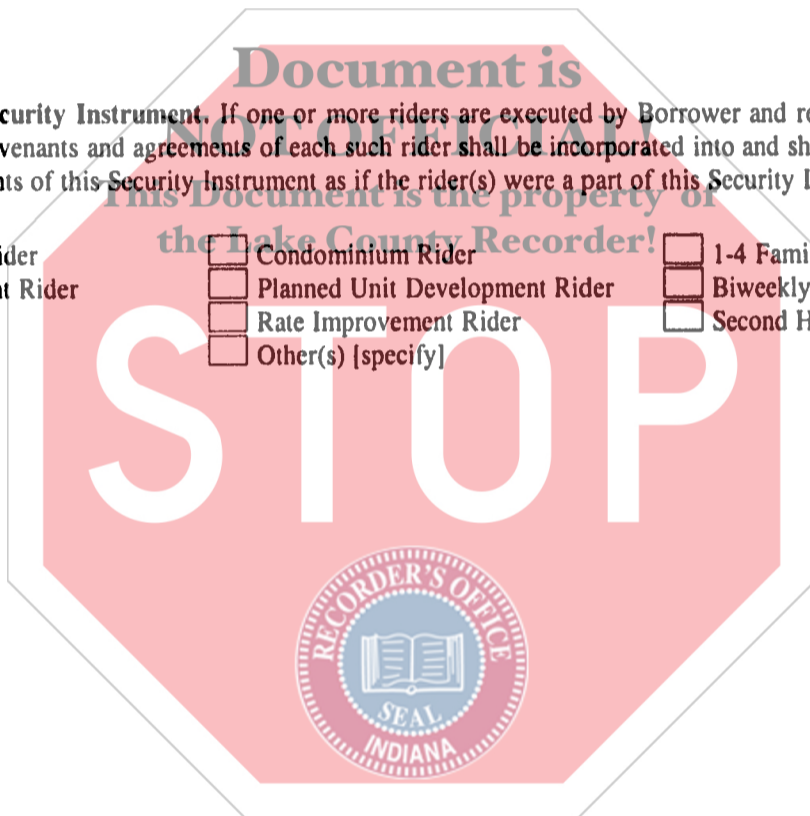 Document is
NOT OFFICIAL
This Document is the property of
the Lake County Recorder!
curity Instrument. If one or more riders are executed by Borrower and re
venants and agreements of each such rider shall be incorporated into and sh
nts of this Security Instrument as if the rider(s) were a part of this Security I
ider Condominium Rider 1-4 Fami
t Rider Planned Unit Development Rider Biweekly
Rate Improvement Rider Second H
Other(s) [specify]
STOP
RECORDER'S OFFICE
SEAL
INDIANA